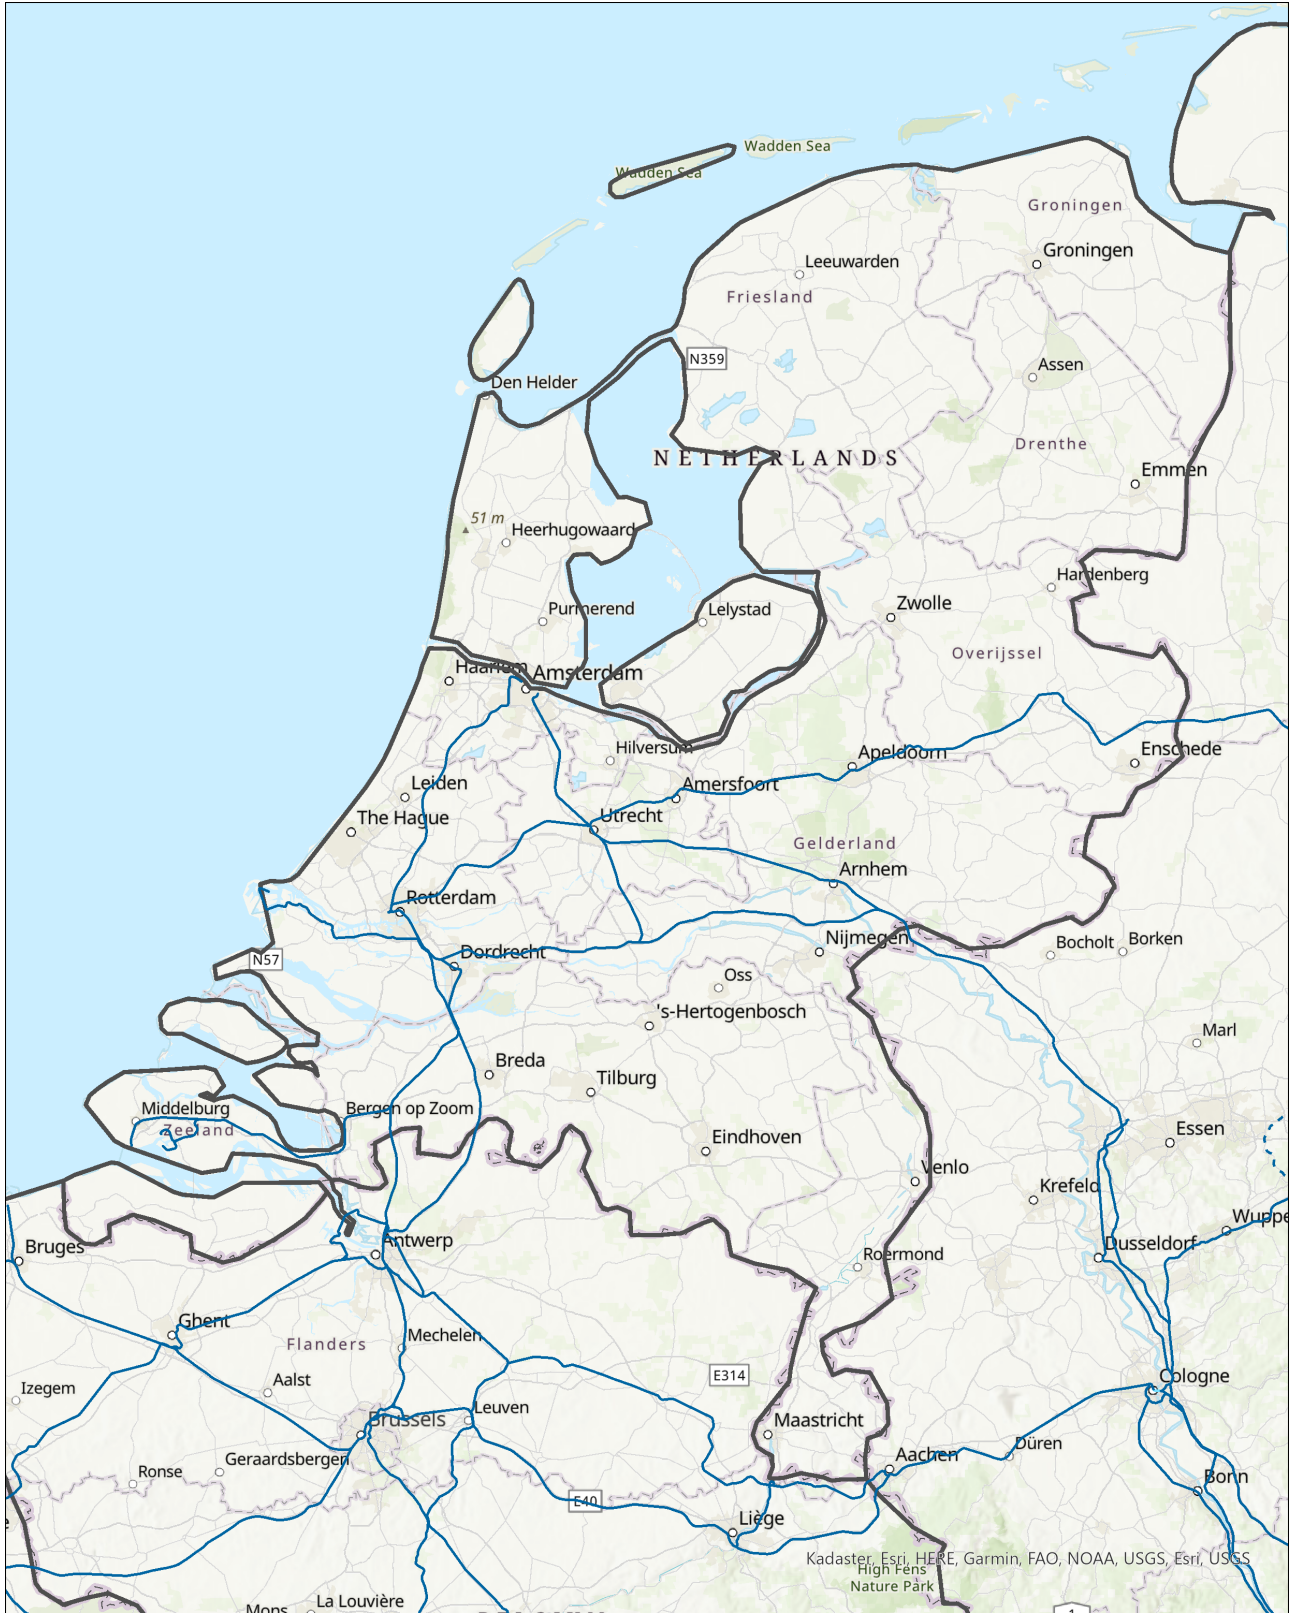 Wadden Sea
Wadden Sea
Groningen
Groningen
Leeuwarden
Friesland
N359
Assen
Den Helder
Drenthe
NETHERLANDS
Emmen
51 m
Heerhugowaard
Hardenberg
Zwolle
Purmerend
Lelystad
Overijssel
Haarlem
Amsterdam
Hilversum
Enschede
Apeldoorn
Amersfoort
Leiden
Utrecht
The Hague
Gelderland
Arnhem
Rotterdam
Nijmegen
Borken
Bocholt
N57
Dordrecht
Oss
's-Hertogenbosch
Marl
Breda
Tilburg
Middelburg
Bergen op Zoom
Zeeland
Essen
Eindhoven
Venlo
Krefeld
Wuppe
Bruges
Antwerp
Dusseldorf
Roermond
Ghent
Mechelen
Flanders
Aalst
E314
Cologne
Izegem
Leuven
Brussels
Maastricht
Düren
Aachen
Geraardsbergen
Ronse
Bonn
E40
Liège
e
Kadaster, Esri, HERE, Garmin, FAO, NOAA, USGS, Esri, USGS
High Fens
Nature Park
La Louvière
Mons
1